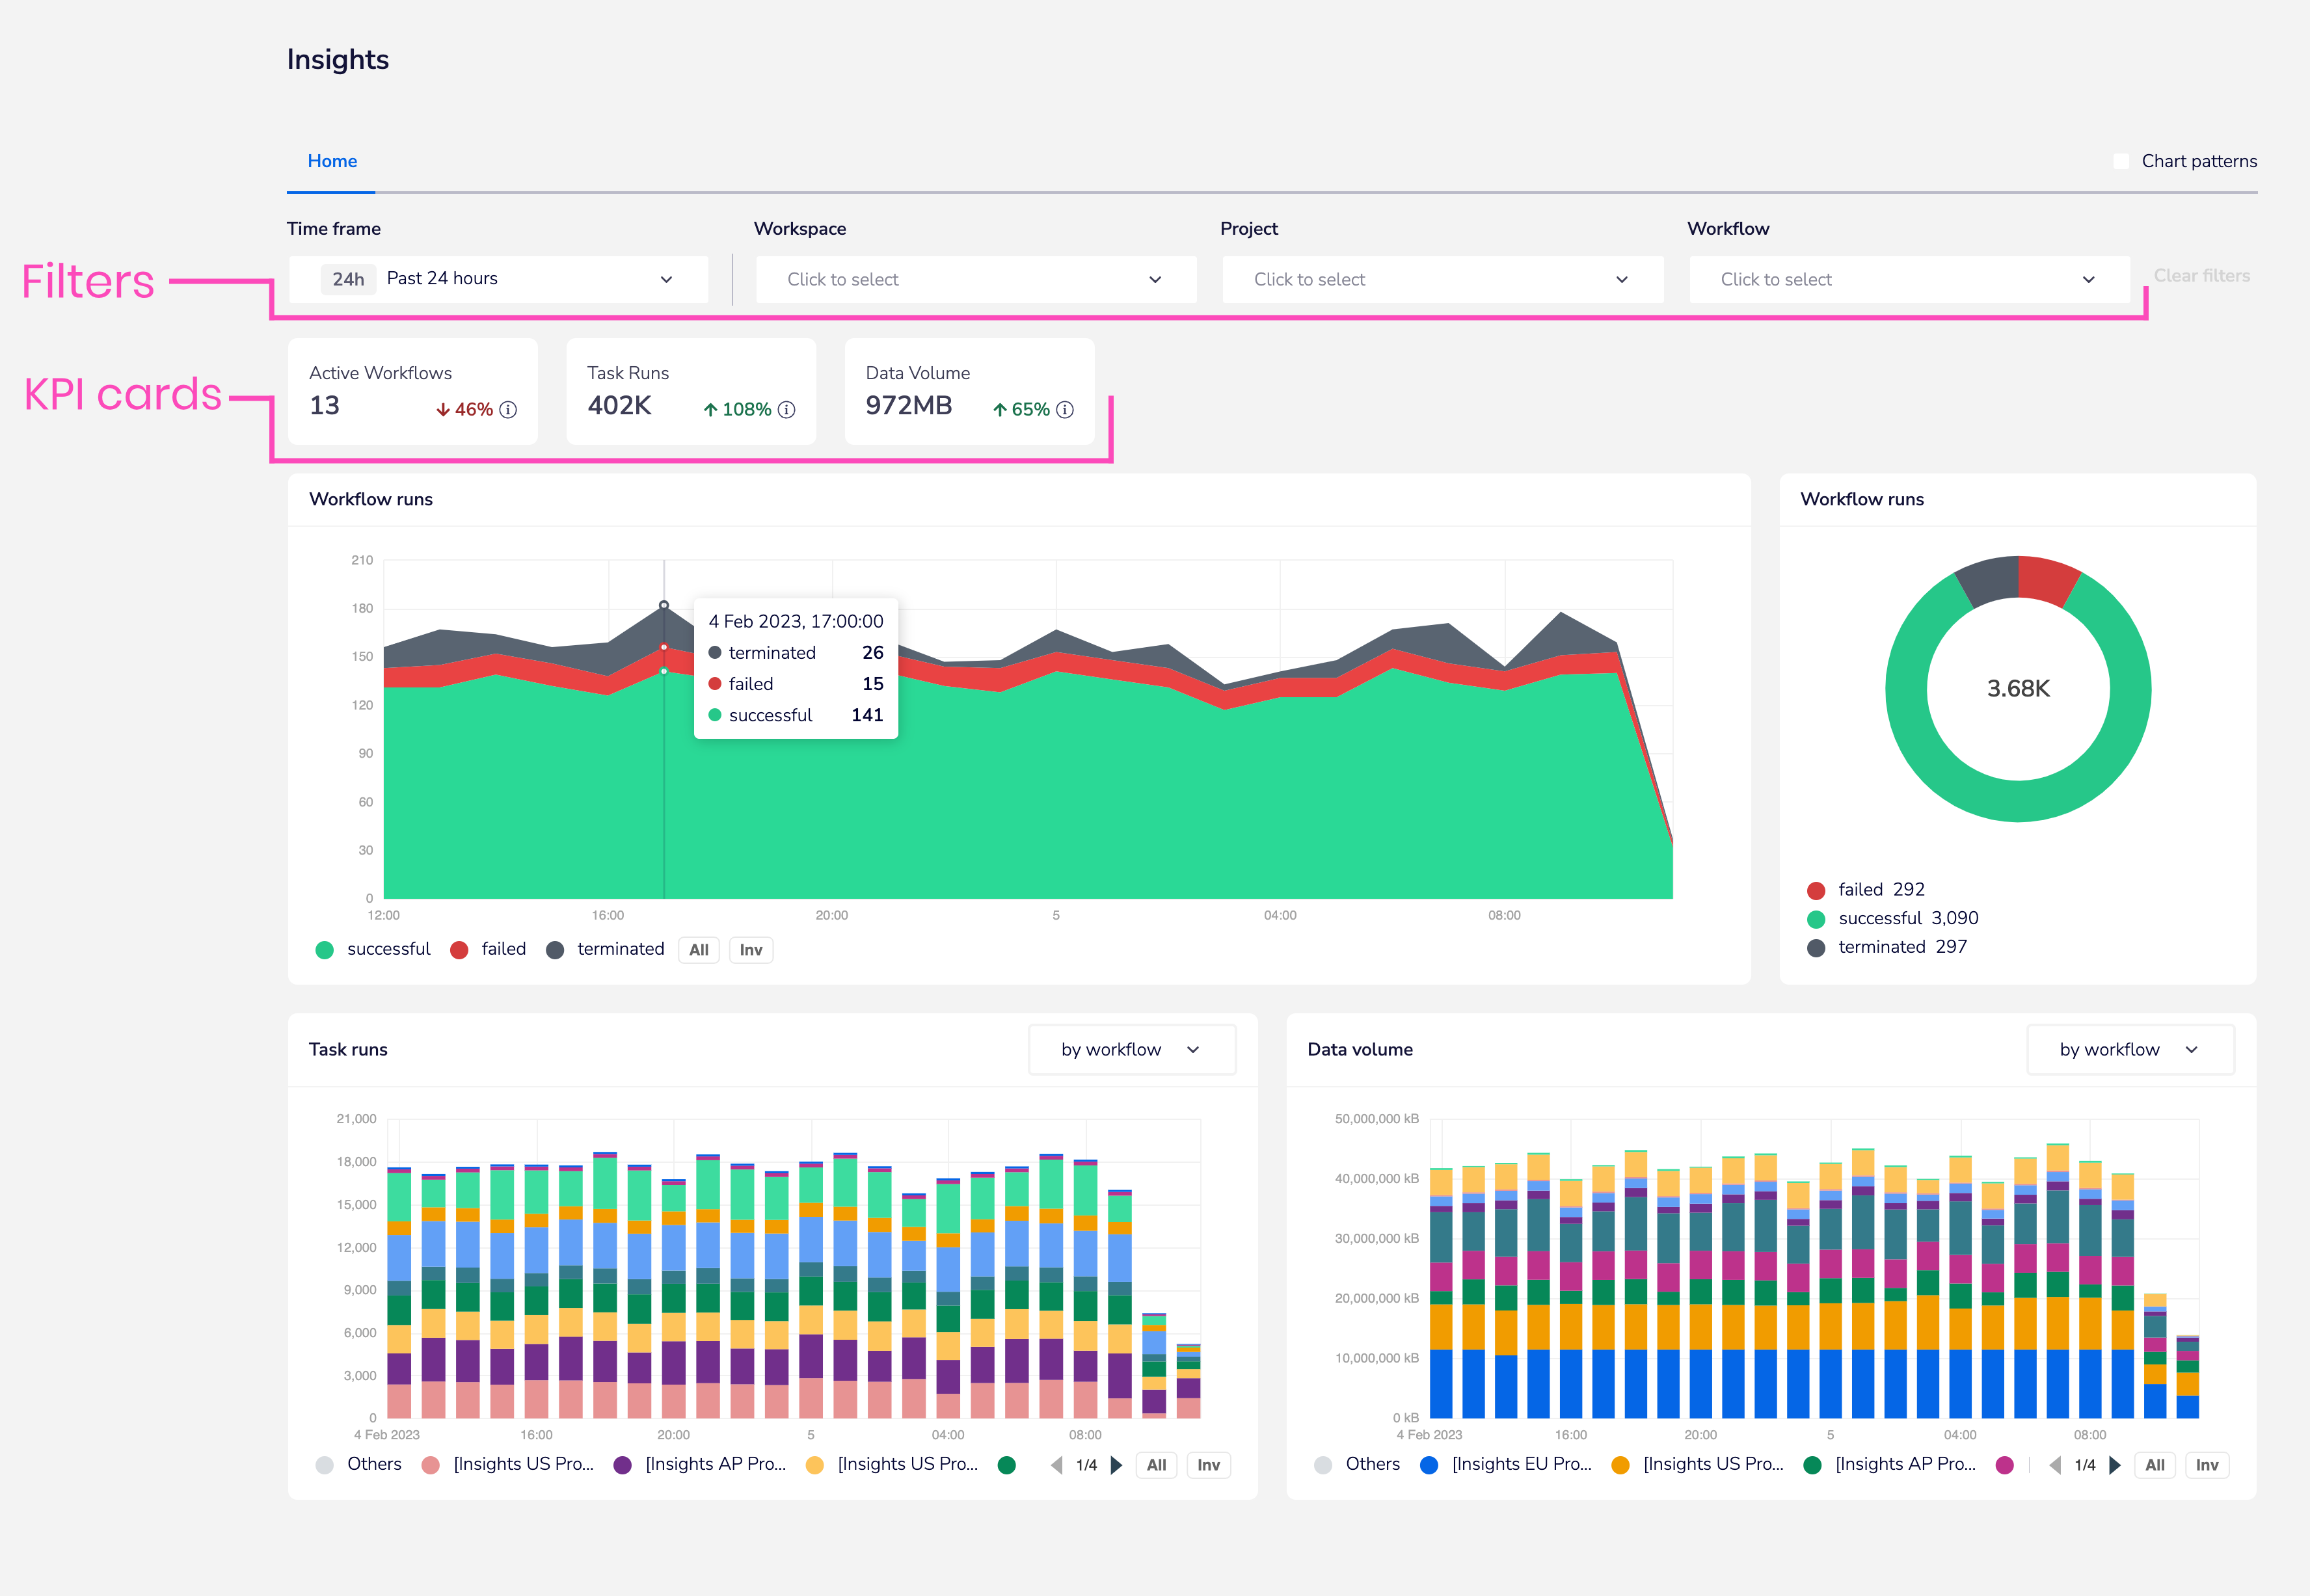 Insights
Home
Chart patterns
Time frame
Workspace
Project
Workflow
Filters
24h Past 24 hours
Click to select
Click to select
Click to select
Clear filters
KPI cards
Active Workflows
13
46%
Task Runs
402K
108%
Data Volume
972MB
65%
Workflow runs
210
180
150
120
90
60
30
0
12:00
16:00
20:00
5
04:00
08:00
4 Feb 2023, 17:00:00
terminated 26
failed 15
successful 141
successful
failed
terminated
All
Inv
Workflow runs
3.68K
failed 292
successful 3,090
terminated 297
Task runs
by workflow
21,000
18,000
15,000
12,000
9,000
6,000
3,000
0
4 Feb 2023
16:00
20:00
5
04:00
08:00
Others
[Insights US Pro...
[Insights AP Pro...
[Insights US Pro...
1/4
All
Inv
Data volume
by workflow
50,000,000 kB
40,000,000 kB
30,000,000 kB
20,000,000 kB
10,000,000 kB
0 kB
4 Feb 2023
16:00
20:00
5
04:00
08:00
Others
[Insights EU Pro...
[Insights US Pro...
[Insights AP Pro...
1/4
All
Inv